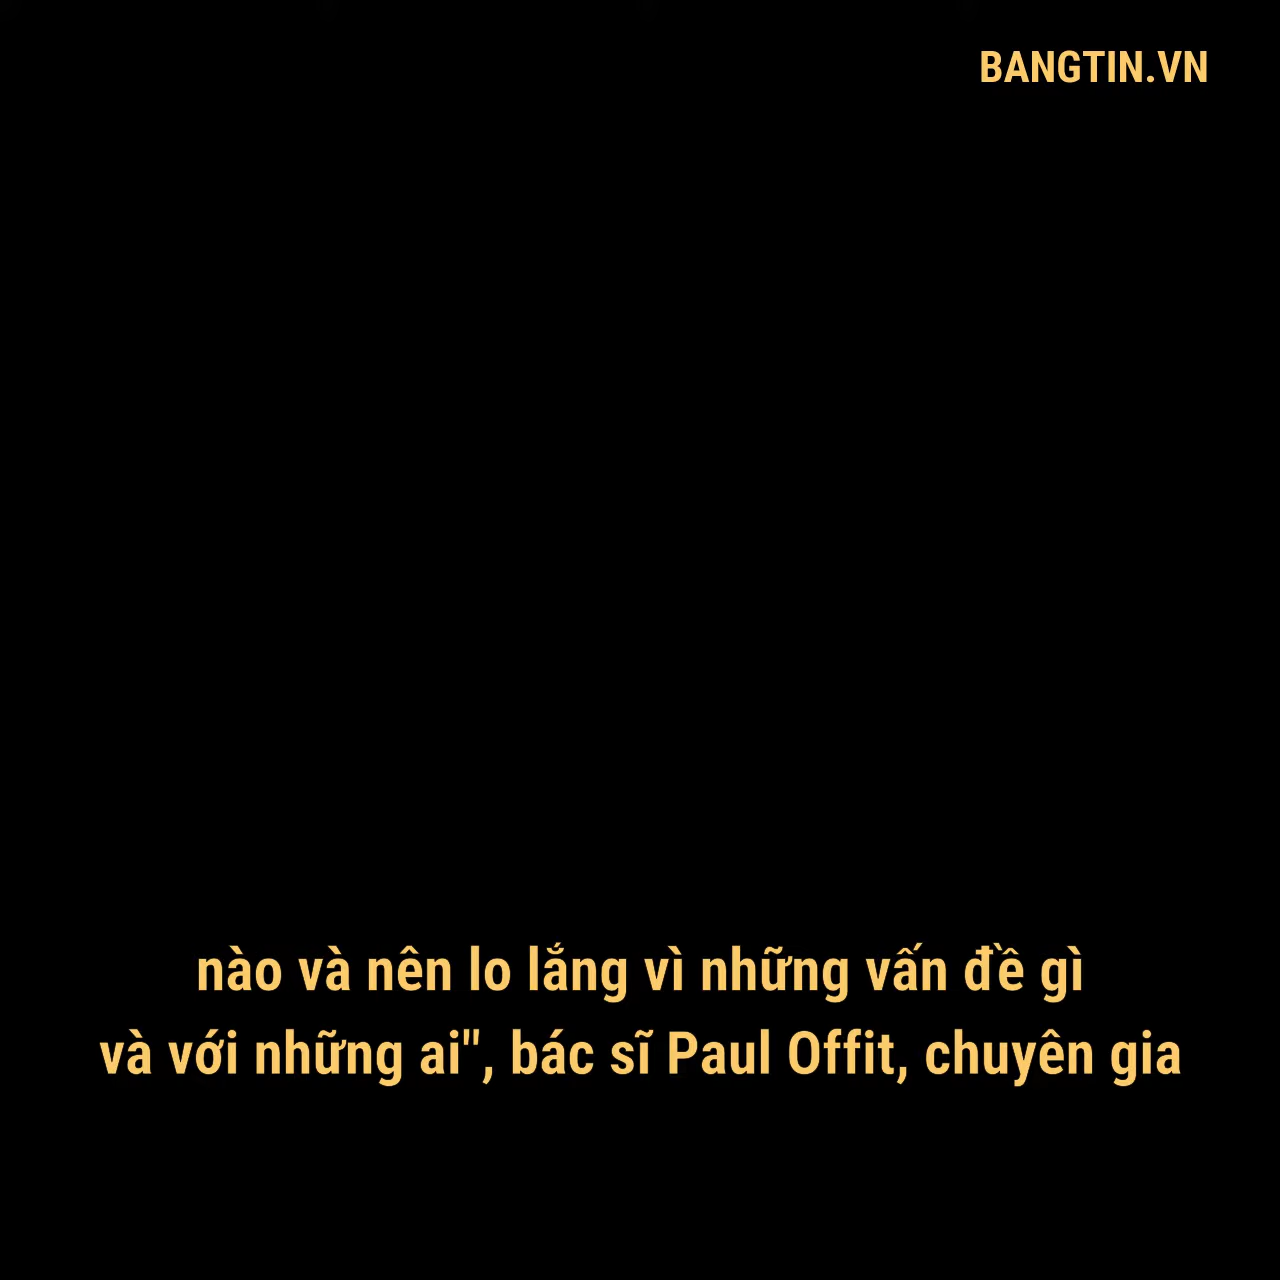 BANGTIN.VN
nào và nên lo lắng vì những vấn đề gì
và với những ai", bác sĩ Paul Offit, chuyên gia